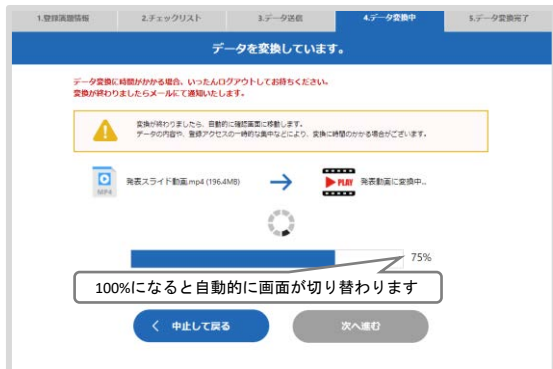 1.登録演題情報
2.チェックリスト
3.データ送信
4.データ変換中
5.データ変換完了
データを変換しています。
データ変換に時間がかかる場合、いったんログアウトしてお待ちください。
変換が終わりましたらメールにて通知いたします。
変換が終わりましたら、自動的に確認画面に移動します。
データの内容や、登録アクセスの一時的な集中などにより、変換に時間のかかる場合がございます。
MP4
発表スライド動画.mp4 (196.4MB)
PLAY
発表動画に変換中...
75%
100%になると自動的に画面が切り替わります
中止して戻る
次へ進む